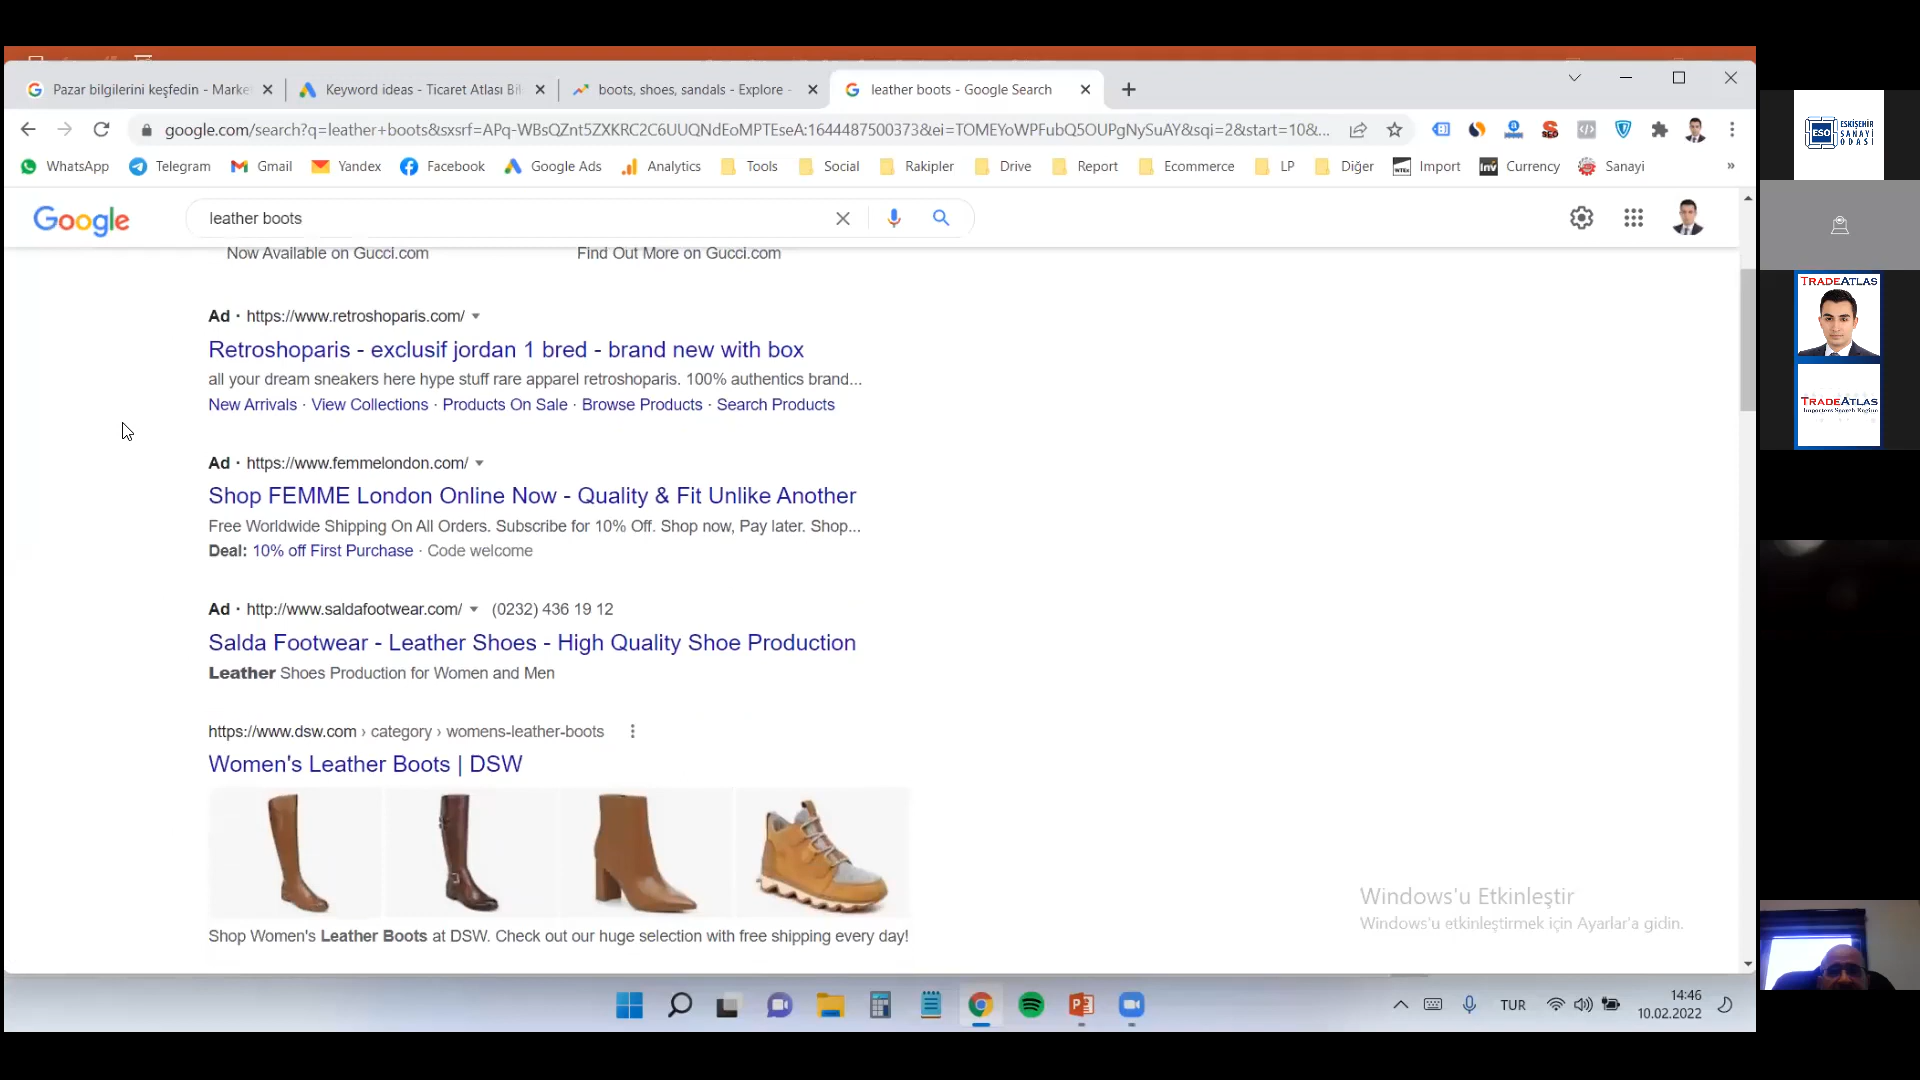 Pazar bilgilerini keşfedin - Marke
Keyword ideas - Ticaret Atlası Bil
boots, shoes, sandals - Explore -
leather boots - Google Search
google.com/search?q=leather+boots&sxsrf=APq-WBsQZnt5ZXKRC2C6UUQNdEoMPTEseA:1644487500373&ei=TOMEYoWPFubQ5OUPgNySuAY&sqi=2&start=10&...
WhatsApp
Telegram
Gmail
Yandex
Facebook
Google Ads
Analytics
Tools
Social
Rakipler
Drive
Report
Ecommerce
LP
Diğer
Import
Currency
Sanayi
Google
leather boots
Now Available on Gucci.com
Find Out More on Gucci.com
Ad · https://www.retroshoparis.com/
Retroshoparis - exclusif jordan 1 bred - brand new with box
all your dream sneakers here hype stuff rare apparel retroshoparis. 100% authentics brand...
New Arrivals · View Collections · Products On Sale · Browse Products · Search Products
Ad · https://www.femmelondon.com/
Shop FEMME London Online Now - Quality & Fit Unlike Another
Free Worldwide Shipping On All Orders. Subscribe for 10% Off. Shop now, Pay later. Shop...
Deal: 10% off First Purchase · Code welcome
Ad · http://www.saldafootwear.com/ (0232) 436 19 12
Salda Footwear - Leather Shoes - High Quality Shoe Production
Leather Shoes Production for Women and Men
https://www.dsw.com › category › womens-leather-boots
Women's Leather Boots | DSW
Shop Women's Leather Boots at DSW. Check out our huge selection with free shipping every day!
Windows'u Etkinleştir
Windows'u etkinleştirmek için Ayarlar'a gidin.
TUR
14:46
10.02.2022
ESO
ESKİŞEHİR
SANAYİ
ODASI
TRADEATLAS
TRADEATLAS
Importers Search Engine